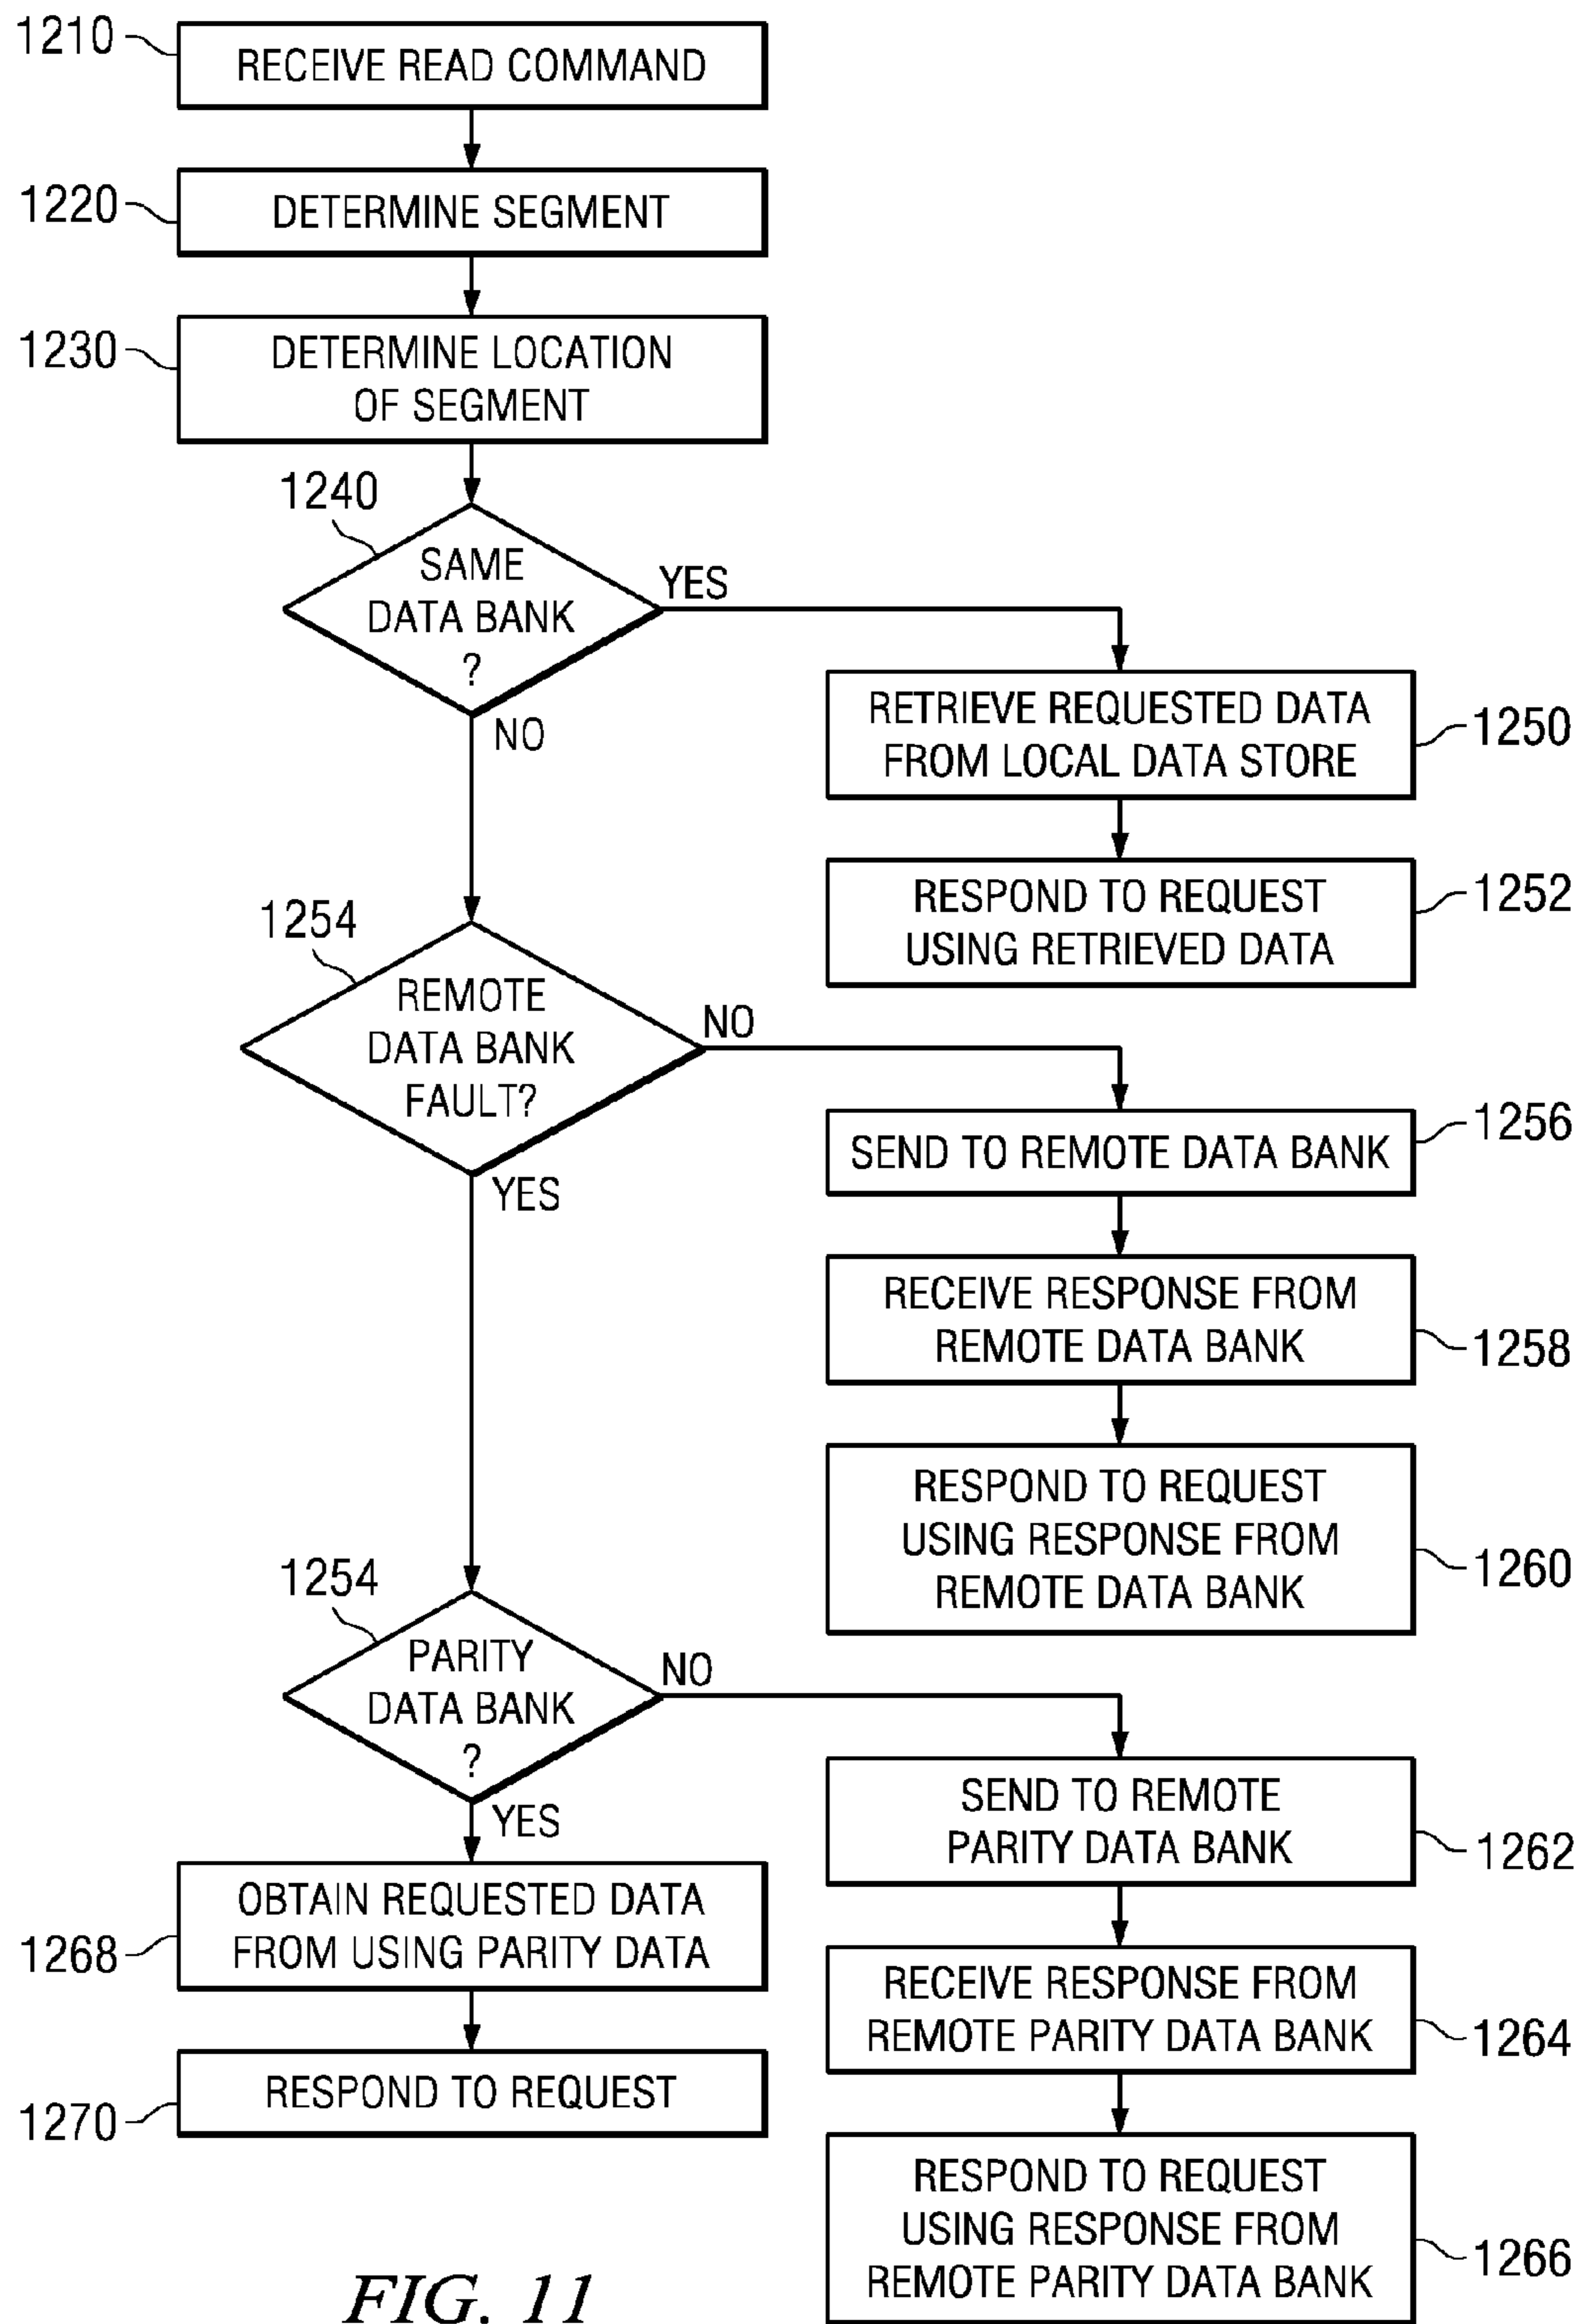 1210
RECEIVE READ COMMAND
1220
DETERMINE SEGMENT
1230
DETERMINE LOCATION
OF SEGMENT
1240
SAME
DATA BANK
?
YES
NO
RETRIEVE REQUESTED DATA
FROM LOCAL DATA STORE
1250
RESPOND TO REQUEST
USING RETRIEVED DATA
1252
1254
REMOTE
DATA BANK
FAULT?
NO
YES
SEND TO REMOTE DATA BANK
1256
RECEIVE RESPONSE FROM
REMOTE DATA BANK
1258
RESPOND TO REQUEST
USING RESPONSE FROM
REMOTE DATA BANK
1260
1254
PARITY
DATA BANK
?
NO
YES
SEND TO REMOTE
PARITY DATA BANK
1262
RECEIVE RESPONSE FROM
REMOTE PARITY DATA BANK
1264
RESPOND TO REQUEST
USING RESPONSE FROM
REMOTE PARITY DATA BANK
1266
OBTAIN REQUESTED DATA
FROM USING PARITY DATA
1268
RESPOND TO REQUEST
1270
FIG. 11